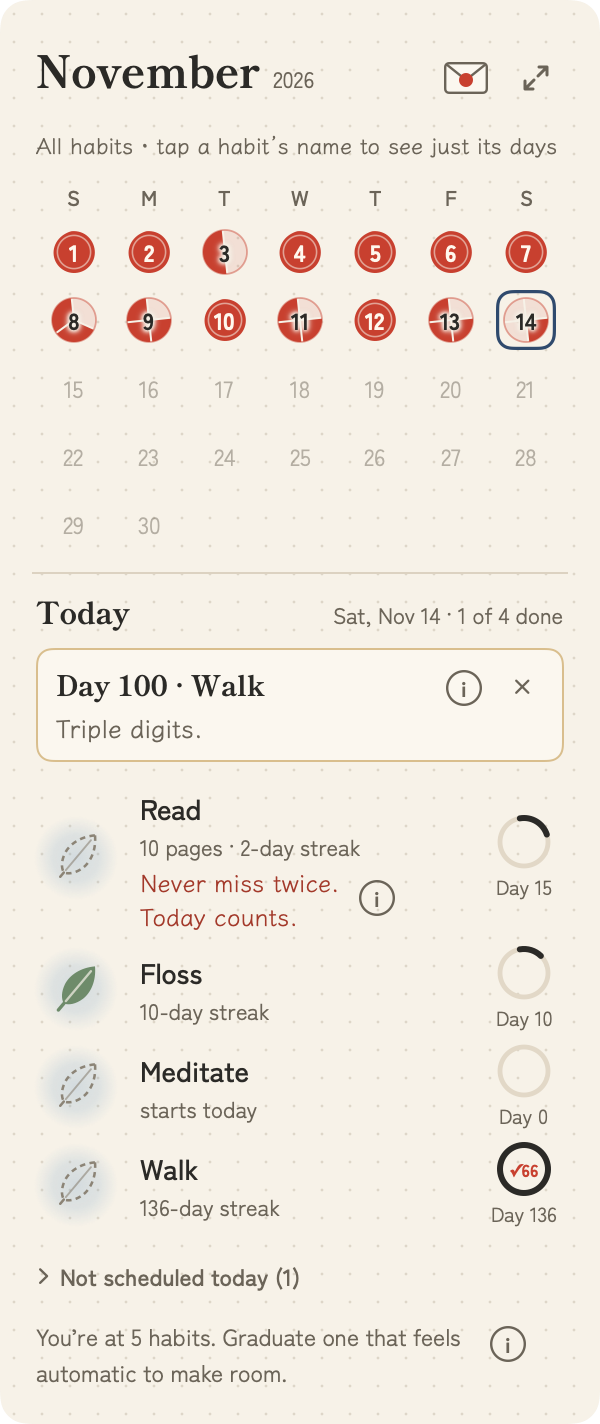 November 2026
All habits · tap a habit's name to see just its days
S M T W T F S
1 2 3 4 5 6 7
8 9 10 11 12 13 14
15 16 17 18 19 20 21
22 23 24 25 26 27 28
29 30
Today
Sat, Nov 14 · 1 of 4 done
Day 100 · Walk
i ×
Triple digits.
Read
10 pages · 2-day streak
Never miss twice.
Today counts.
i
Day 15
Floss
10-day streak
Day 10
Meditate
starts today
Day 0
Walk
136-day streak
✓66
Day 136
> Not scheduled today (1)
You're at 5 habits. Graduate one that feels
automatic to make room.
i